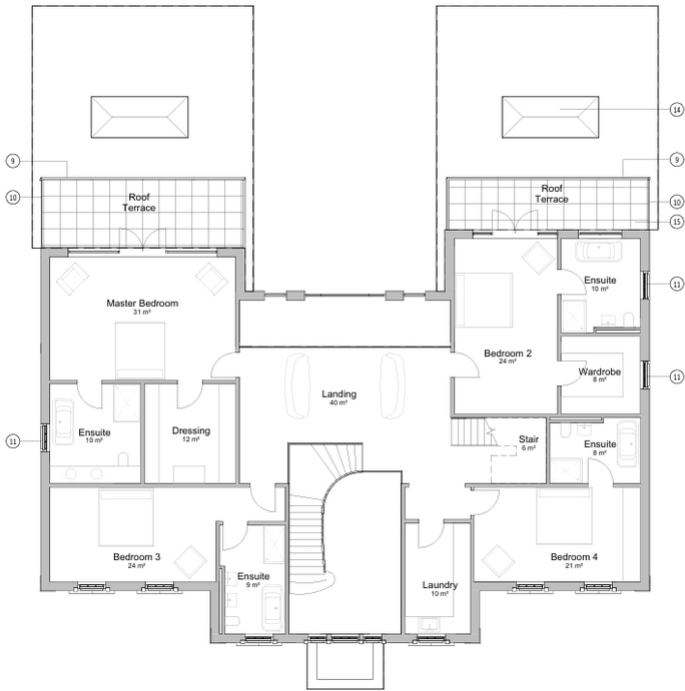 14
9
9
10
Roof
Terrace
Roof
Terrace
10
15
Ensuite
10 m²
11
Master Bedroom
31 m²
Bedroom 2
24 m²
Wardrobe
8 m²
11
Landing
40 m²
11
Ensuite
10 m²
Dressing
12 m²
Stair
6 m²
Ensuite
8 m²
Bedroom 3
24 m²
Bedroom 4
21 m²
Ensuite
9 m²
Laundry
10 m²